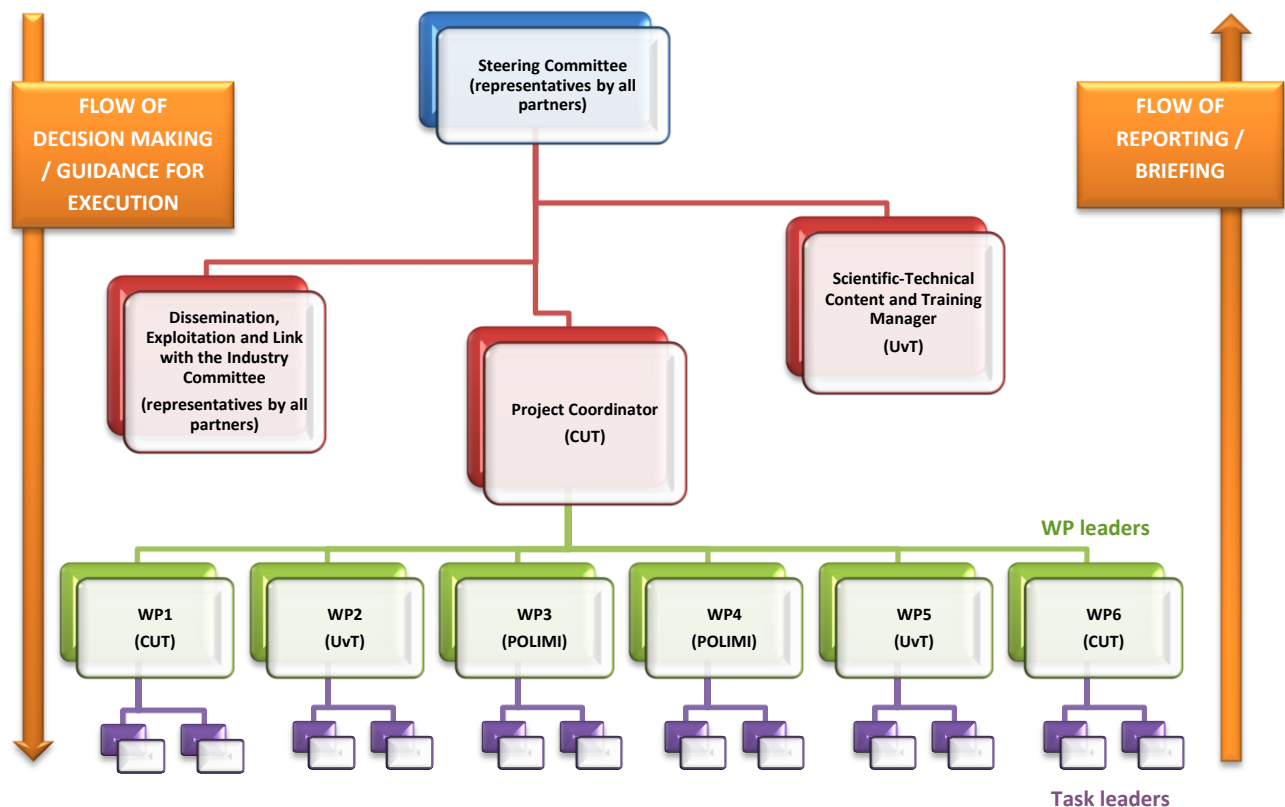 Steering Committee
(representatives by all
partners)
FLOW OF
DECISION MAKING
/ GUIDANCE FOR
EXECUTION
FLOW OF
REPORTING /
BRIEFING
Dissemination,
Exploitation and Link
with the Industry
Committee
(representatives by all
partners)
Project Coordinator
(CUT)
Scientific-Technical
Content and Training
Manager
(UvT)
WP leaders
WP1
(CUT)
WP2
(UvT)
WP3
(POLIMI)
WP4
(POLIMI)
WP5
(UvT)
WP6
(CUT)
Task leaders